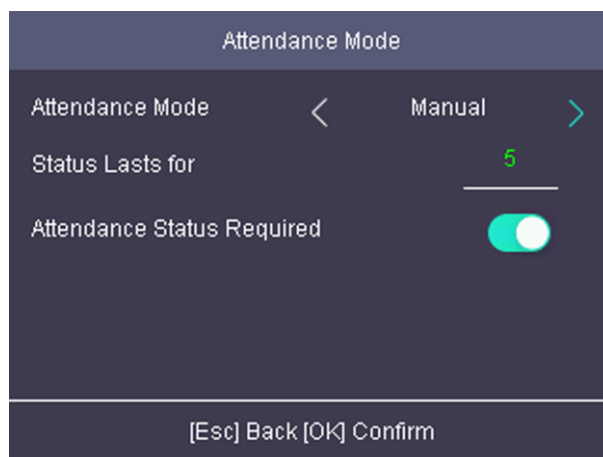 Attendance Mode
Attendance Mode < Manual >
Status Lasts for 5
Attendance Status Required
[Esc] Back [OK] Confirm